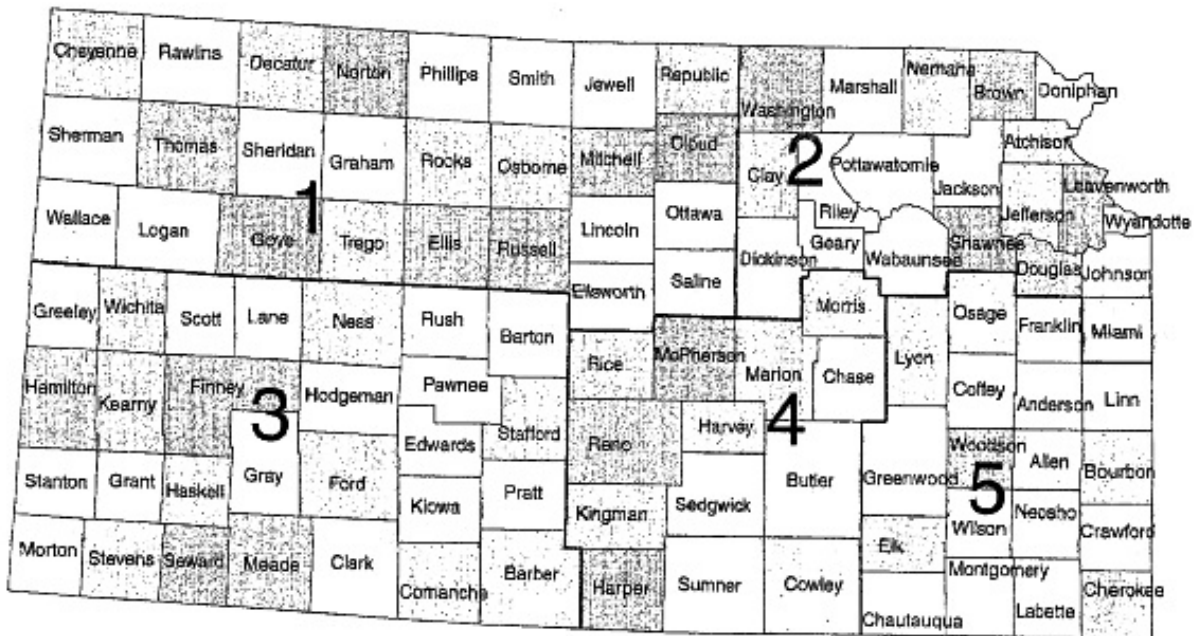 Cheyenne Rawlins Decatur Norton Phillips Smith Jewell Republic Washington Marshall Nemaha Brown Doniphan
Sherman Thomas Sheridan Graham Rooks Osborne Mitchell Cloud Clay 2 Pottawatomie Jackson Atchison
Leavenworth
Jefferson Wyandotte
1
Wallace Logan Gove Trego Ellis Russell Lincoln Ottawa Riley
Geary Wabaunsee Shawnee
Dickinson Douglas Johnson
Ellsworth Saline
Greeley Wichita Scott Lane Ness Rush Barton Morris Osage Franklin Miami
Rice McPherson Marion Chase Lyon
Hamilton Kearny Finney Hodgeman Pawnee Coffey Anderson Linn
3 4
Edwards Stafford Reno Harvey Woodson Allen Bourbon
Stanton Grant Haskell Gray Ford Kiowa Pratt Kingman Sedgwick Butler Greenwood 5
Wilson Neosho Crawford
Morton Stevens Seward Meade Clark Comanche Barber Harper Sumner Cowley Elk
Montgomery Cherokee
Chautauqua Labette